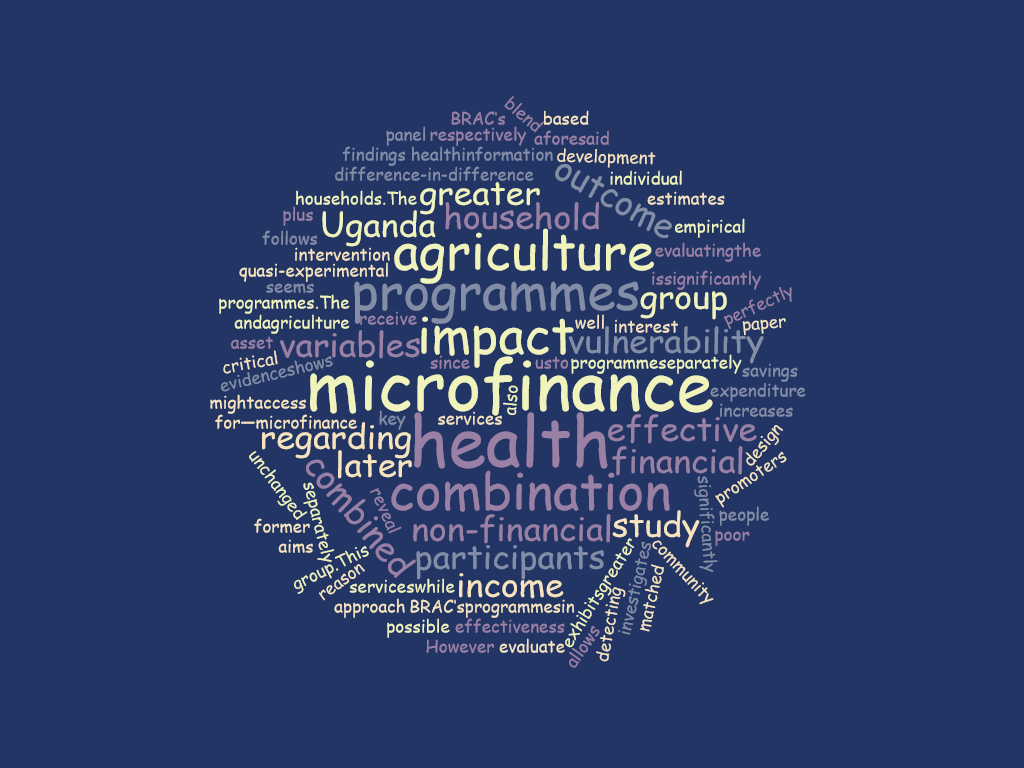 blend
BRAC's based
panel respectively aforesaid
findings healthinformation development
difference-in-difference outcome individual
households.The greater estimates
plus Uganda household empirical
follows agriculture evaluatingthe
intervention
quasi-experimental issignificantly
seems programmes group perfectly
programmes.The
andagriculture receive impact well interest paper
asset variables vulnerability
critical since usto programmeseparately savings
evidenceshows microfinance also expenditure
mightaccess increases
for—microfinance key services
regarding health effective design
later financial promoters
unchanged combined combination significantly
separately reveal people
former non-financial study poor
aims participants community
group.This
reason serviceswhile income exhibitsgreater investigates matched
approach BRAC'sprogrammesin detecting
possible effectiveness
However evaluate allows